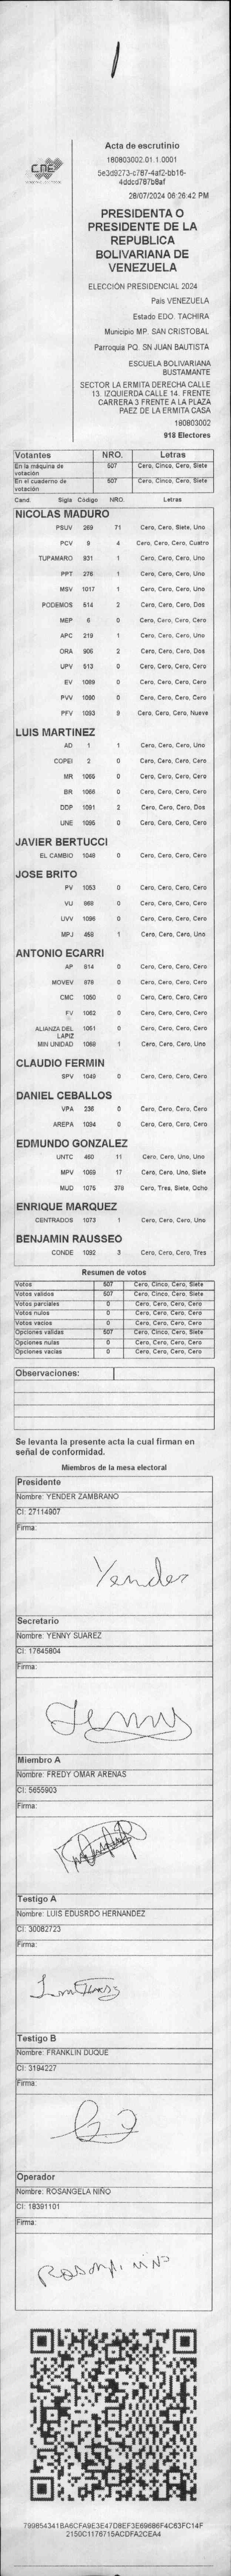 CNE
Acta de escrutinio
180803002.01.1.0001
28/07/2024 06:26:42 PM
PRESIDENTA O
PRESIDENTE DE LA
REPUBLICA
BOLIVARIANA DE
VENEZUELA
ELECCIÓN PRESIDENCIAL 2024
País VENEZUELA
Estado EDO. TACHIRA
Municipio MP. SAN CRISTOBAL
Parroquia PQ. SN JUAN BAUTISTA
ESCUELA BOLIVARIANA
BUSTAMANTE
SECTOR LA ERMITA DERECHA CALLE
13. IZQUIERDA CALLE 14. FRENTE
CARRERA 3 FRENTE A LA PLAZA
PAEZ DE LA ERMITA CASA
180803002
918 Electores
Votantes NRO. Letras
En la máquina de votación 507 Cero, Cinco, Cero, Siete
En el cuaderno de votación 507 Cero, Cinco, Cero, Siete
Cand. Sigla Código NRO. Letras
NICOLAS MADURO
PSUV 269 71 Cero, Cero, Siete, Uno
PCV 9 4 Cero, Cero, Cero, Cuatro
TUPAMARO 931 1 Cero, Cero, Cero, Uno
PPT 276 1 Cero, Cero, Cero, Uno
MSV 1017 1 Cero, Cero, Cero, Uno
PODEMOS 514 2 Cero, Cero, Cero, Dos
MEP 6 0 Cero, Cero, Cero, Cero
APC 219 1 Cero, Cero, Cero, Uno
ORA 906 2 Cero, Cero, Cero, Dos
UPV 513 0 Cero, Cero, Cero, Cero
EV 1089 0 Cero, Cero, Cero, Cero
PVV 1090 0 Cero, Cero, Cero, Cero
PFV 1093 9 Cero, Cero, Cero, Nueve
LUIS MARTINEZ
AD 1 1 Cero, Cero, Cero, Uno
COPEI 2 0 Cero, Cero, Cero, Cero
MR 1065 0 Cero, Cero, Cero, Cero
BR 1066 0 Cero, Cero, Cero, Cero
DDP 1091 2 Cero, Cero, Cero, Dos
UNE 1095 0 Cero, Cero, Cero, Cero
JAVIER BERTUCCI
EL CAMBIO 1048 0 Cero, Cero, Cero, Cero
JOSE BRITO
PV 1053 0 Cero, Cero, Cero, Cero
VU 868 0 Cero, Cero, Cero, Cero
UVV 1096 0 Cero, Cero, Cero, Cero
MPJ 458 1 Cero, Cero, Cero, Uno
ANTONIO ECARRI
AP 814 0 Cero, Cero, Cero, Cero
MOVEV 878 0 Cero, Cero, Cero, Cero
CMC 1050 0 Cero, Cero, Cero, Cero
FV 1052 0 Cero, Cero, Cero, Cero
ALIANZA DEL LAPIZ 1051 0 Cero, Cero, Cero, Cero
MIN UNIDAD 1068 1 Cero, Cero, Cero, Uno
CLAUDIO FERMIN
SPV 1049 0 Cero, Cero, Cero, Cero
DANIEL CEBALLOS
VPA 236 0 Cero, Cero, Cero, Cero
AREPA 1094 0 Cero, Cero, Cero, Cero
EDMUNDO GONZALEZ
UNTC 460 11 Cero, Cero, Uno, Uno
MPV 1059 17 Cero, Cero, Uno, Siete
MUD 1075 378 Cero, Tres, Siete, Ocho
ENRIQUE MARQUEZ
CENTRADOS 1073 1 Cero, Cero, Cero, Uno
BENJAMIN RAUSSEO
CONDE 1092 3 Cero, Cero, Cero, Tres
Resumen de votos
Votos 507 Cero, Cinco, Cero, Siete
Votos válidos 507 Cero, Cinco, Cero, Siete
Votos parciales 0 Cero, Cero, Cero, Cero
Votos nulos 0 Cero, Cero, Cero, Cero
Votos vacíos 0 Cero, Cero, Cero, Cero
Opciones válidas 507 Cero, Cinco, Cero, Siete
Opciones nulas 0 Cero, Cero, Cero, Cero
Opciones vacías 0 Cero, Cero, Cero, Cero
Observaciones:
Se levanta la presente acta la cual firman en
señal de conformidad.
Miembros de la mesa electoral
Presidente
Nombre: YENDER ZAMBRANO
CI: 27114907
Firma:
Yender
Secretario
Nombre: YENNY SUAREZ
CI: 17645804
Firma:
Jenny
Miembro A
Nombre: FREDY OMAR ARENAS
CI: 5655903
Firma:
Testigo A
Nombre: LUIS EDUSRDO HERNANDEZ
CI: 30082723
Firma:
Testigo B
Nombre: FRANKLIN DUQUE
CI: 3194227
Firma:
Operador
Nombre: ROSANGELA NIÑO
CI: 18391101
Firma: